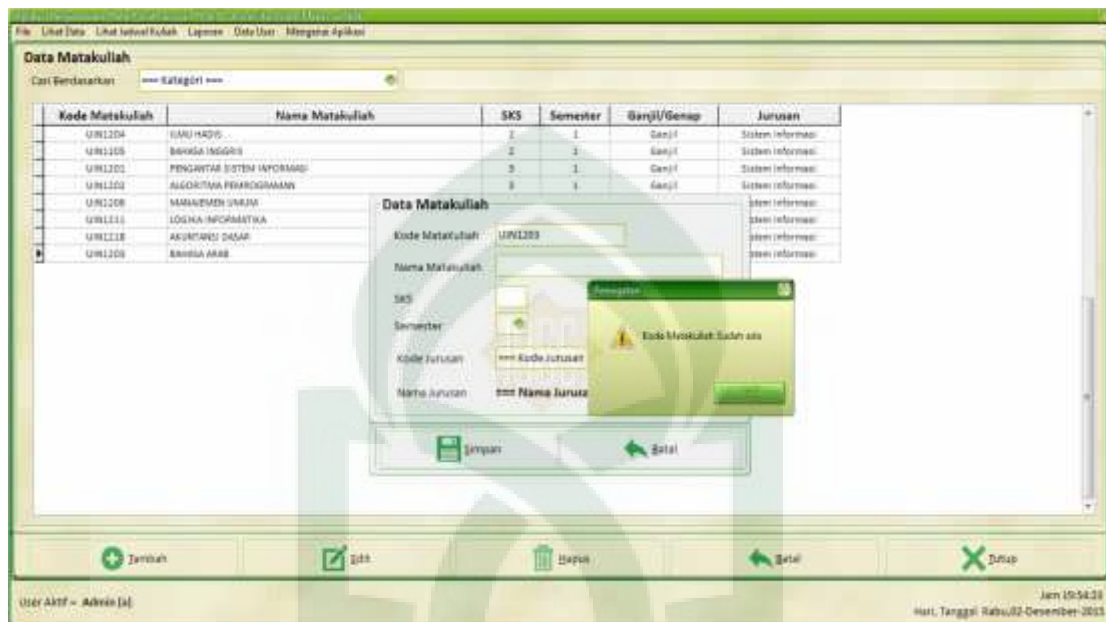 File Lihat Data Lihat Jadwal Kuliah Laporan Data User Mengenai Aplikasi
Data Matakuliah
Cari Berdasarkan === Kategori ===
Kode Matakuliah Nama Matakuliah SKS Semester Ganjil/Genap Jurusan
UIN1204 ILMU HADIS 2 1 Ganjil Sistem Informasi
UIN1205 BAHASA INGGRIS 2 1 Ganjil Sistem Informasi
UIN1201 PENGANTAR SISTEM INFORMASI 3 1 Ganjil Sistem Informasi
UIN1202 ALGORITMA PEMROGRAMAN 3 1 Ganjil Sistem Informasi
UIN1208 MANAJEMEN UMUM
LOGIKA INFORMATIKA
AKUNTANSI DASAR
BAHASA ARAB
Data Matakuliah
Kode Matakuliah UIN1203
Nama Matakuliah
SKS
Semester
Kode Jurusan === Kode Jurusan
Nama Jurusan === Nama Jurusa
Simpan Batal
Peringatan
Kode Matakuliah Sudah ada
Tambah Edit Hapus Batal Tutup
User Aktif = Admin [a]
Jam 19:54:23
Hari, Tanggal Rabu,02-Desember-2015